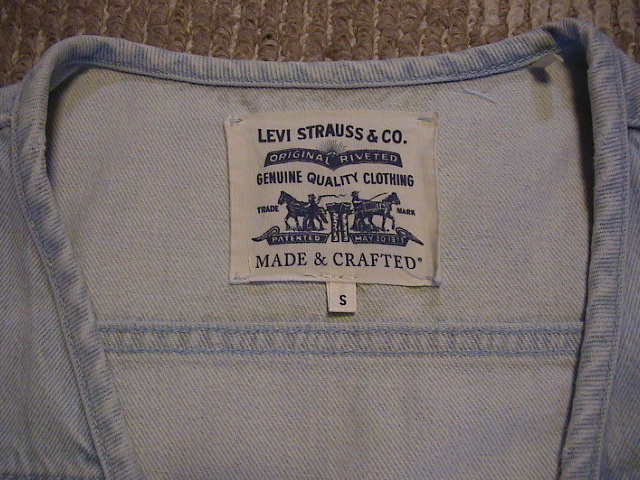 LEVI STRAUSS & CO.
ORIGINAL RIVETED
GENUINE QUALITY CLOTHING
TRADE MARK
PATENTED MAY 20 1873
MADE & CRAFTED®
S